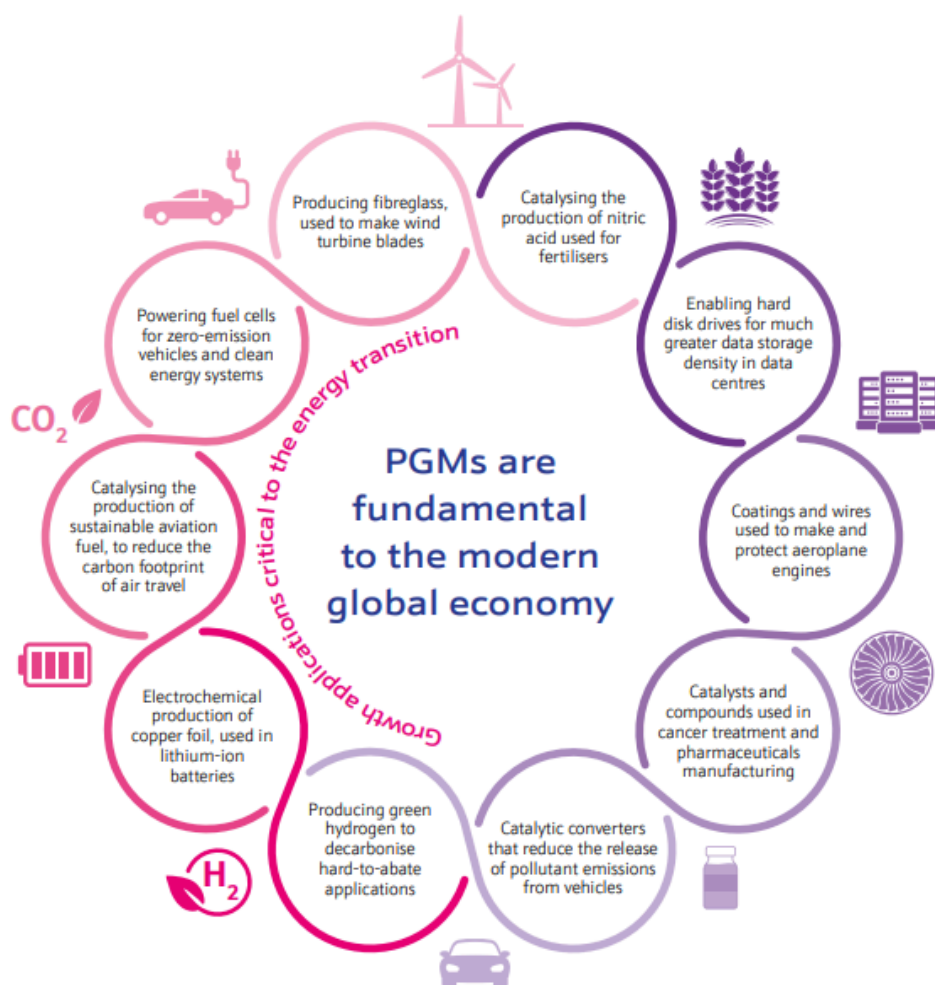 PGMs are
fundamental
to the modern
global economy
Growth applications critical to the energy transition
Producing fibreglass,
used to make wind
turbine blades
Catalysing the
production of nitric
acid used for
fertilisers
Enabling hard
disk drives for much
greater data storage
density in data
centres
Coatings and wires
used to make and
protect aeroplane
engines
Catalysts and
compounds used in
cancer treatment and
pharmaceuticals
manufacturing
Catalytic converters
that reduce the release
of pollutant emissions
from vehicles
Producing green
hydrogen to
decarbonise
hard-to-abate
applications
H₂
Electrochemical
production of
copper foil, used in
lithium-ion
batteries
Catalysing the
production of
sustainable aviation
fuel, to reduce the
carbon footprint
of air travel
CO₂
Powering fuel cells
for zero-emission
vehicles and clean
energy systems